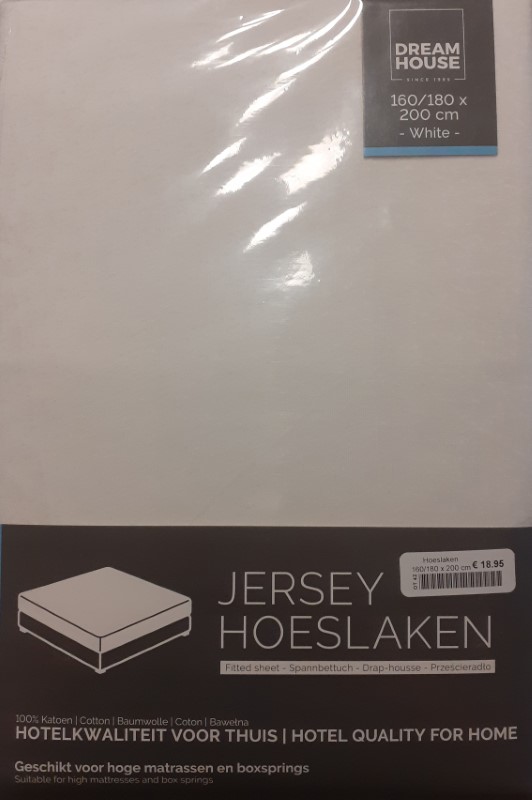 DREAM
HOUSE
SINCE 1985
160/180 x
200 cm
- White -
Hoeslaken
160/180 x 200 cm € 18.95
JERSEY
HOESLAKEN
Fitted sheet - Spannbettuch - Drap-housse - Przescieradło
100% Katoen | Cotton | Baumwolle | Coton | Bawełna
HOTELKWALITEIT VOOR THUIS | HOTEL QUALITY FOR HOME
Geschikt voor hoge matrassen en boxsprings
Suitable for high mattresses and box springs